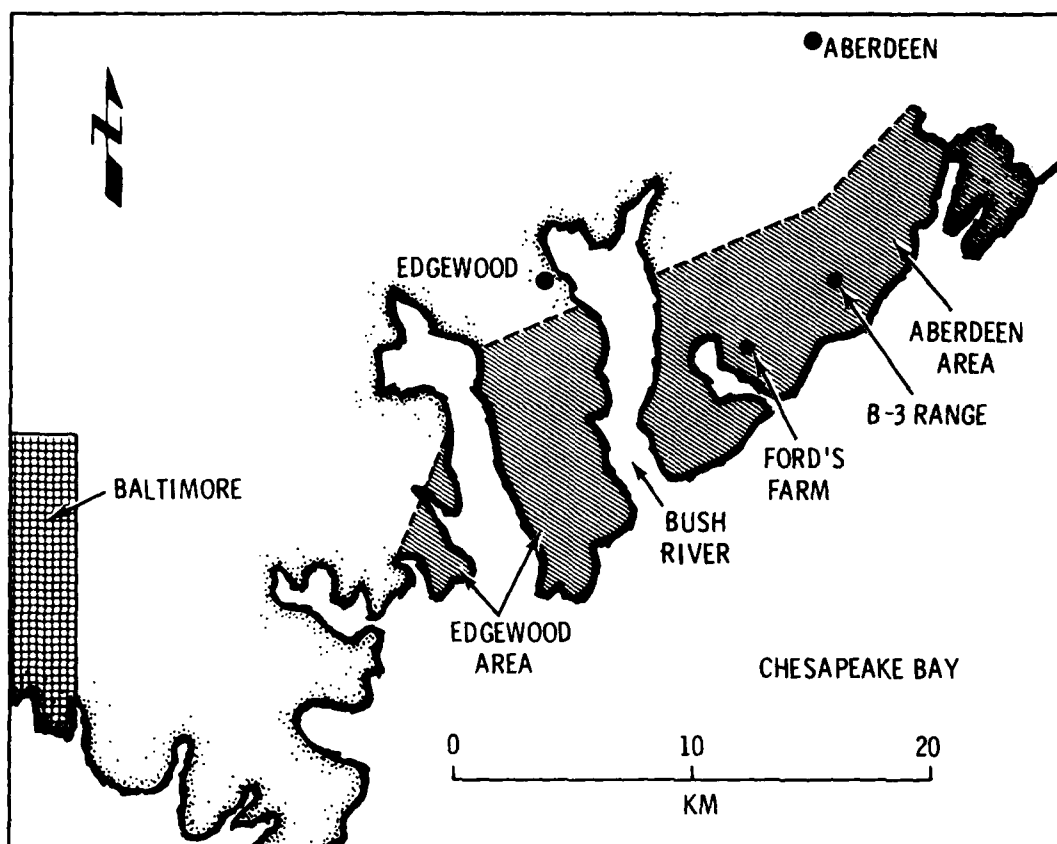 ABERDEEN
EDGEWOOD
ABERDEEN
AREA
B-3 RANGE
FORD'S
FARM
BALTIMORE
BUSH
RIVER
EDGEWOOD
AREA
CHESAPEAKE BAY
0 10 20
KM